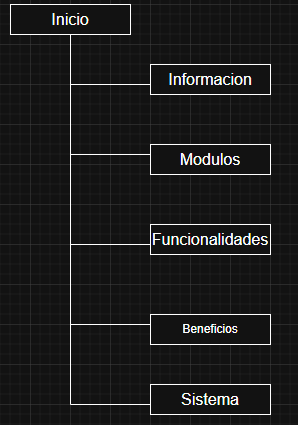 Inicio
Informacion
Modulos
Funcionalidades
Beneficios
Sistema